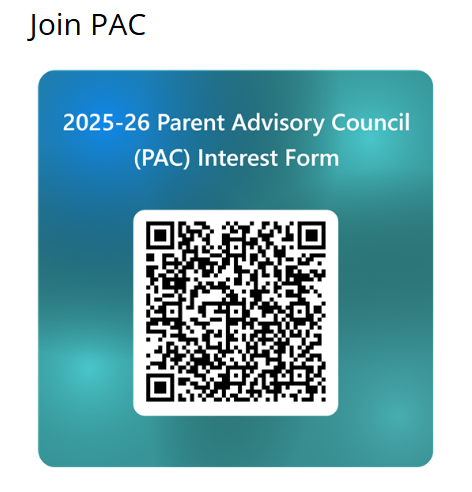 Join PAC
2025-26 Parent Advisory Council
(PAC) Interest Form